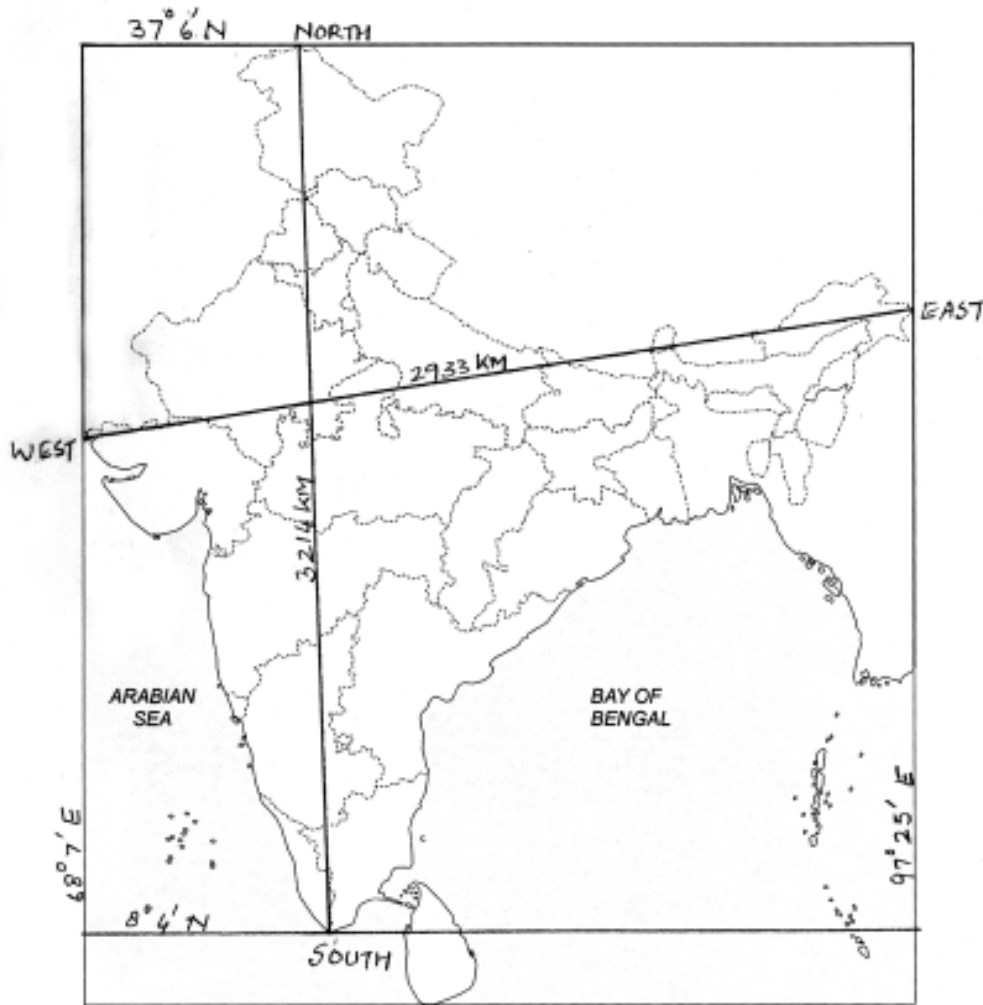 37° 6' N
NORTH
EAST
2933 KM
WEST
3214 KM
ARABIAN
SEA
BAY OF
BENGAL
68° 7' E
97° 25' E
8° 4' N
SOUTH